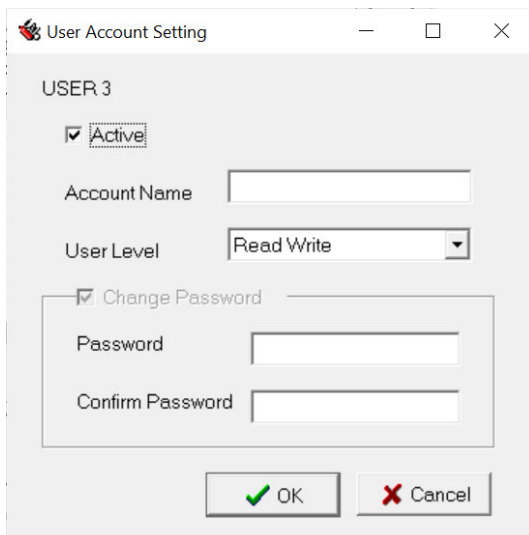 User Account Setting
USER 3
Active
Account Name
User Level Read Write
Change Password
Password
Confirm Password
OK Cancel